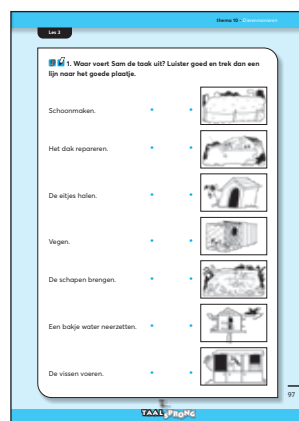 thema 10 - Dierenvormen
Les 3
1. Waar voert Sam de taak uit? Luister goed en trek dan een
lijn naar het goede plaatje.
Schoonmaken.
Het dak repareren.
De eitjes halen.
Vegen.
De schapen brengen.
Een bakje water neerzetten.
De vissen voeren.
97
TAALSPRONG